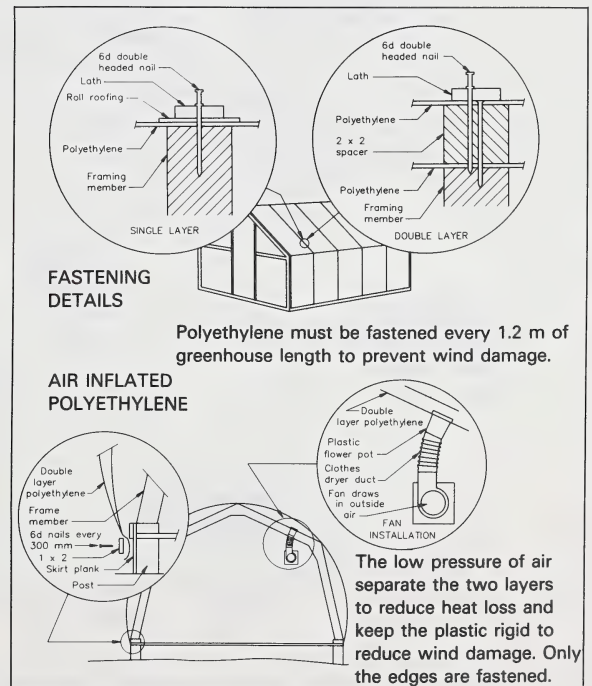 6d double
headed nail
Lath
Roll roofing
Polyethylene
Framing
member
SINGLE LAYER
6d double
headed nail
Lath
Polyethylene
2 x 2
spacer
Polyethylene
Framing
member
DOUBLE LAYER
FASTENING
DETAILS
Polyethylene must be fastened every 1.2 m of
greenhouse length to prevent wind damage.
AIR INFLATED
POLYETHYLENE
Double
layer
polyethylene
Frame
member
6d nails every
300 mm
1 x 2
Skirt plank
Post
Double
layer polyethylene
Plastic
flower pot
Clothes
dryer duct
Fan draws
in outside
air
FAN
INSTALLATION
The low pressure of air
separate the two layers
to reduce heat loss and
keep the plastic rigid to
reduce wind damage. Only
the edges are fastened.